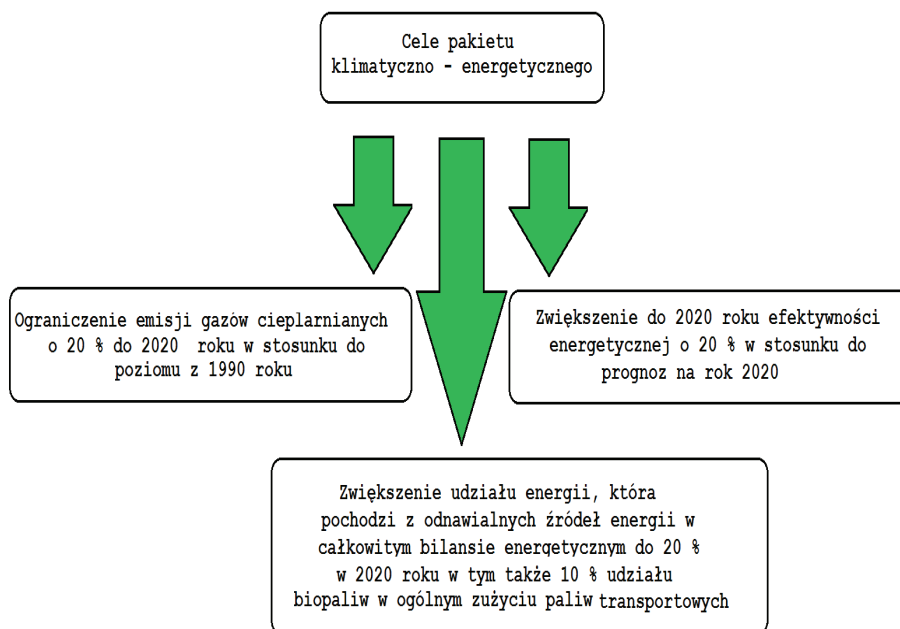 Cele pakietu
klimatyczno - energetycznego
Ograniczenie emisji gazów cieplarnianych
o 20 % do 2020 roku w stosunku do
poziomu z 1990 roku
Zwiększenie do 2020 roku efektywności
energetycznej o 20 % w stosunku do
prognoz na rok 2020
Zwiększenie udziału energii, która
pochodzi z odnawialnych źródeł energii w
całkowitym bilansie energetycznym do 20 %
w 2020 roku w tym także 10 % udziału
biopaliw w ogólnym zużyciu paliw transportowych